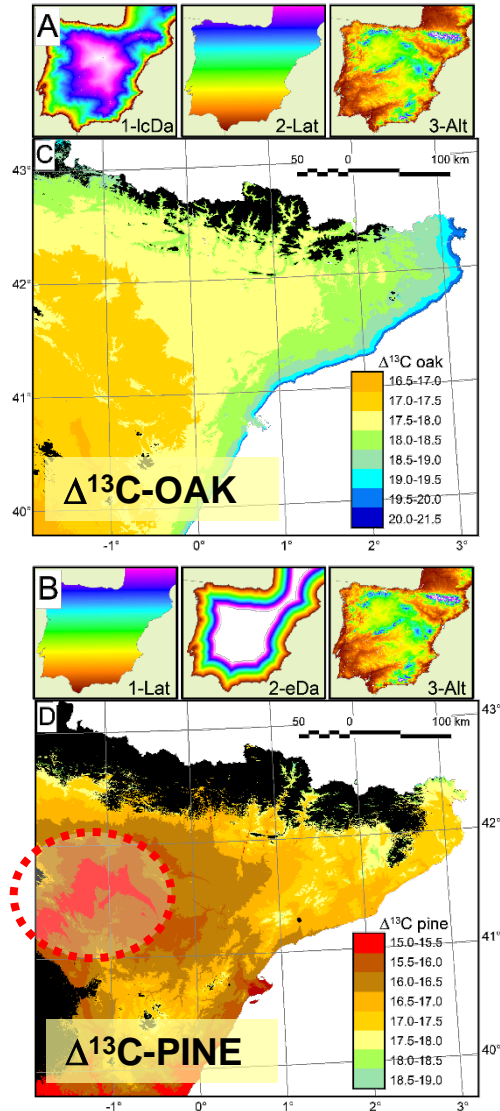 A
1-lcDa
2-Lat
3-Alt
C
50 0 100 km
43°
42°
41°
40°
Δ13C oak
16.5-17.0
17.0-17.5
17.5-18.0
18.0-18.5
18.5-19.0
19.0-19.5
19.5-20.0
20.0-21.5
Δ¹³C-OAK
-1° 0° 1° 2° 3°
B
1-Lat
2-eDa
3-Alt
D
50 0 100 km
43°
42°
41°
40°
Δ13C pine
15.0-15.5
15.5-16.0
16.0-16.5
16.5-17.0
17.0-17.5
17.5-18.0
18.0-18.5
18.5-19.0
Δ¹³C-PINE
-1° 0° 1° 2° 3°